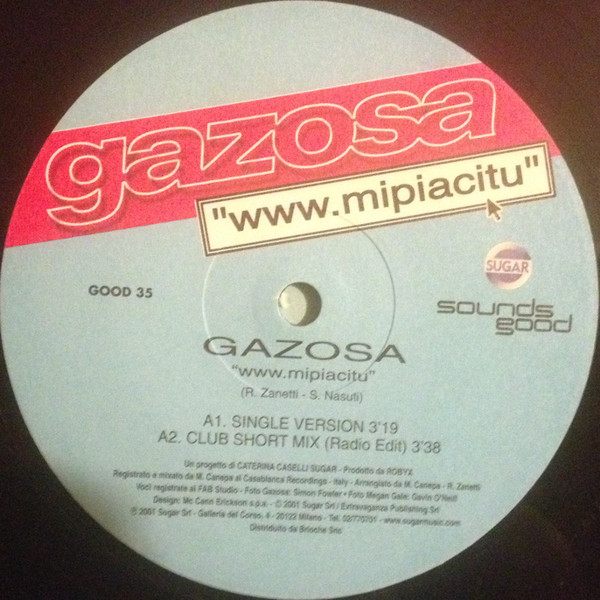 gazosa
"www.mipiacitu"
SUGAR
GOOD 35
sounds
good
GAZOSA
"www.mipiacitu"
(R. Zanetti - S. Nasuti)
A1. SINGLE VERSION 3'19
A2. CLUB SHORT MIX (Radio Edit) 3'38
Un progetto di CATERINA CASELLI SUGAR - Prodotto da ROBYX
Registrato e mixato da M. Canepa al Casablanca Recordings - Italy - Arrangiato da M. Canepa - R. Zanetti
Voci registrate al FAB Studio - Foto Gazosa: Simon Fowler • Foto Megan Gale: Gavin O'Neill
Design: Mc Cann Erickson s.p.a. - © 2001 Sugar Srl / Extravaganza Publishing Srl
℗ 2001 Sugar Srl - Galleria del Corso, 4 - 20122 Milano - Tel. 02/770701 - www.sugarmusic.com
Distribuito da Brioche Snc